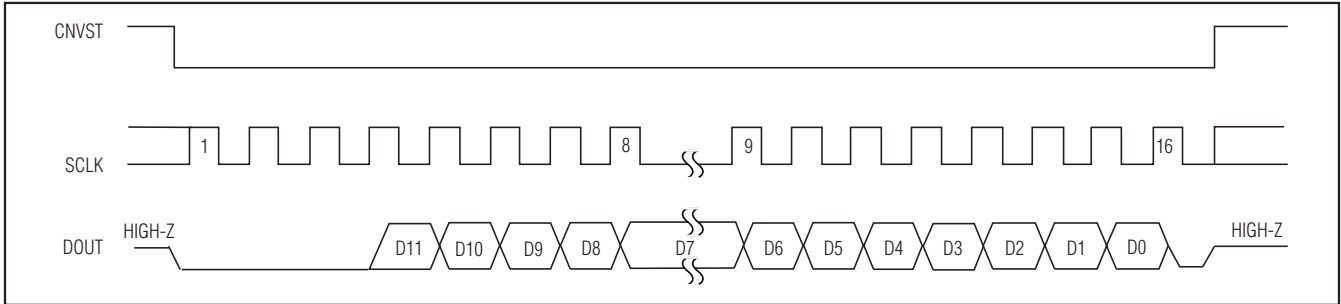 CNVST
1
8
9
16
SCLK
HIGH-Z
HIGH-Z
DOUT
D11
D10
D9
D8
D7
D6
D5
D4
D3
D2
D1
D0